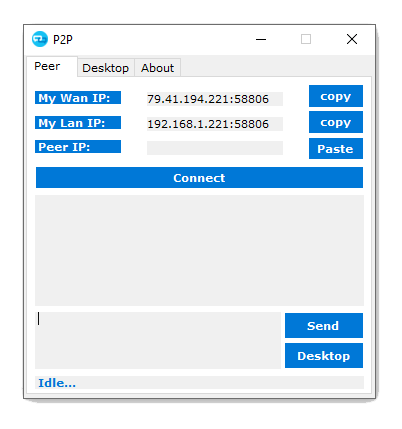 P2P
Peer Desktop About
My Wan IP: 79.41.194.221:58806 copy
My Lan IP: 192.168.1.221:58806 copy
Peer IP: Paste
Connect
Send
Desktop
Idle...